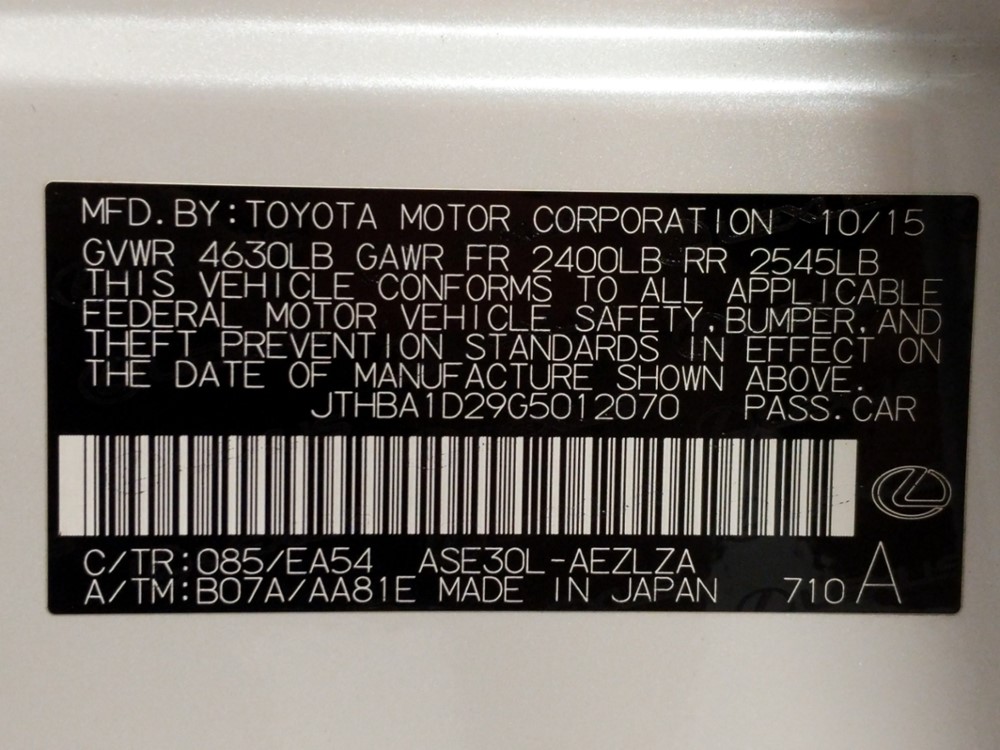 MFD. BY: TOYOTA MOTOR CORPORATION 10/15
GVWR 4630LB GAWR FR 2400LB RR 2545LB
THIS VEHICLE CONFORMS TO ALL APPLICABLE
FEDERAL MOTOR VEHICLE SAFETY, BUMPER, AND
THEFT PREVENTION STANDARDS IN EFFECT ON
THE DATE OF MANUFACTURE SHOWN ABOVE.
JTHBA1D29G5012070 PASS. CAR
C/TR: 085/EA54 ASE30L-AEZLZA
A/TM: B07A/AA81E MADE IN JAPAN 710 A